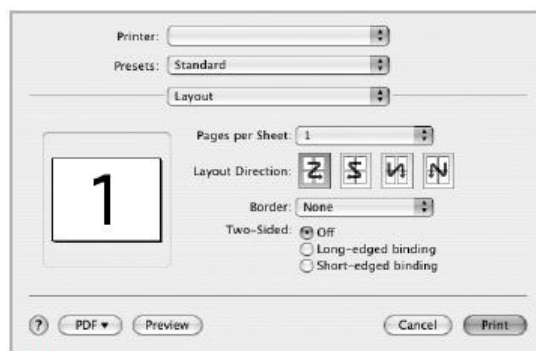 Printer:
Presets: Standard
Layout
Pages per Sheet: 1
Layout Direction:
1
Border: None
Two-Sided: Off
Long-edged binding
Short-edged binding
? PDF ▼ Preview Cancel Print